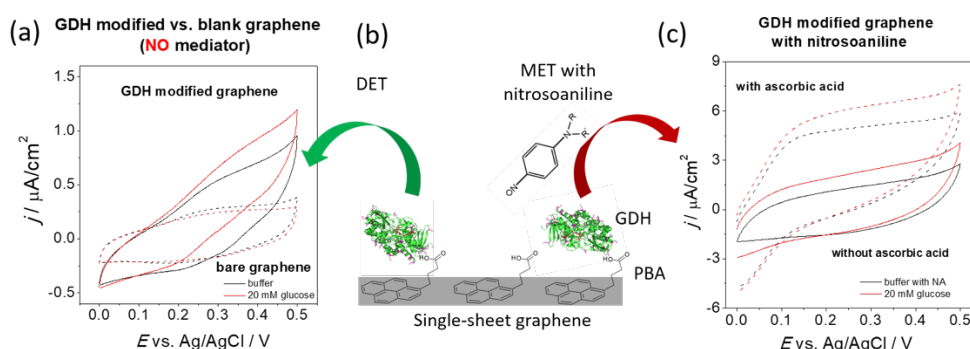 (a)
GDH modified vs. blank graphene
(NO mediator)
GDH modified graphene
bare graphene
buffer
20 mM glucose
j / µA/cm²
1.5
1.0
0.5
0.0
-0.5
0.0 0.1 0.2 0.3 0.4 0.5
E vs. Ag/AgCl / V
(b)
DET
MET with
nitrosoaniline
R
N
R
ON
GDH
HO
O
HO
O
HO
O
PBA
Single-sheet graphene
(c)
GDH modified graphene
with nitrosoaniline
with ascorbic acid
without ascorbic acid
buffer with NA
20 mM glucose
j / µA/cm²
9
6
3
0
-3
-6
0.0 0.1 0.2 0.3 0.4 0.5
E vs. Ag/AgCl / V